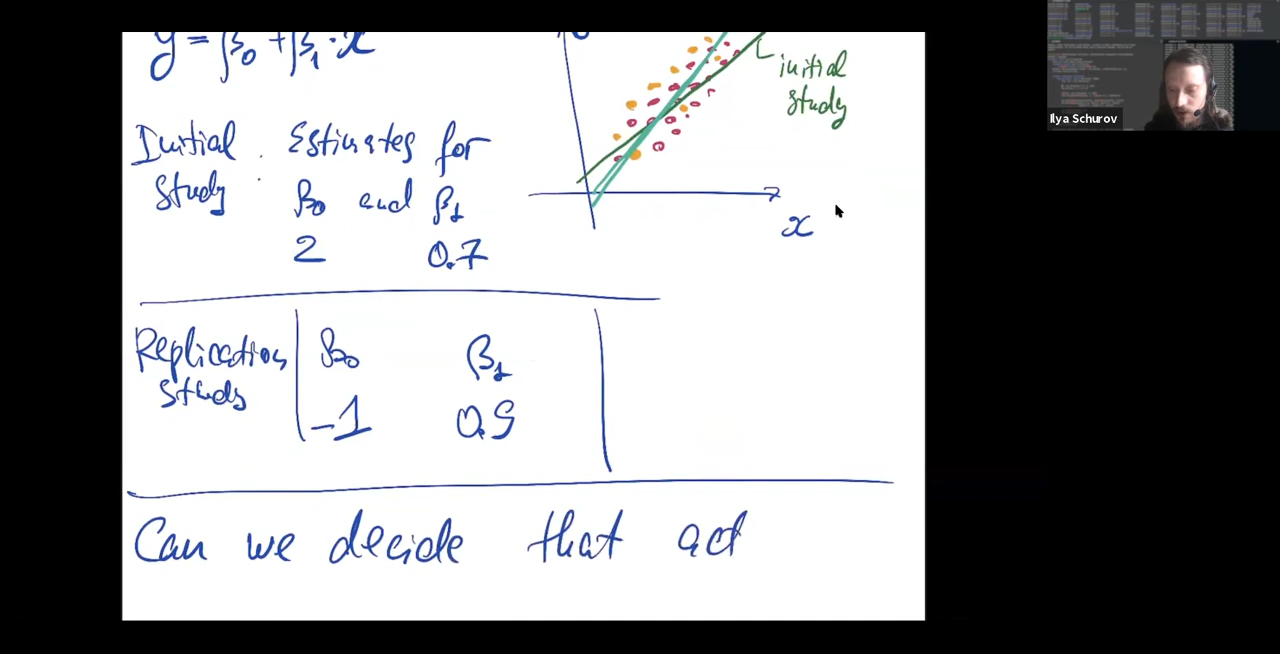 y = β₀ + β₁ · x
initial
study
Initial : Estimates for
Study β₀ and β₁
2 0.7
x
Replication β₀ β₁
study -1 0.9
Can we decide that act
Ilya Schurov